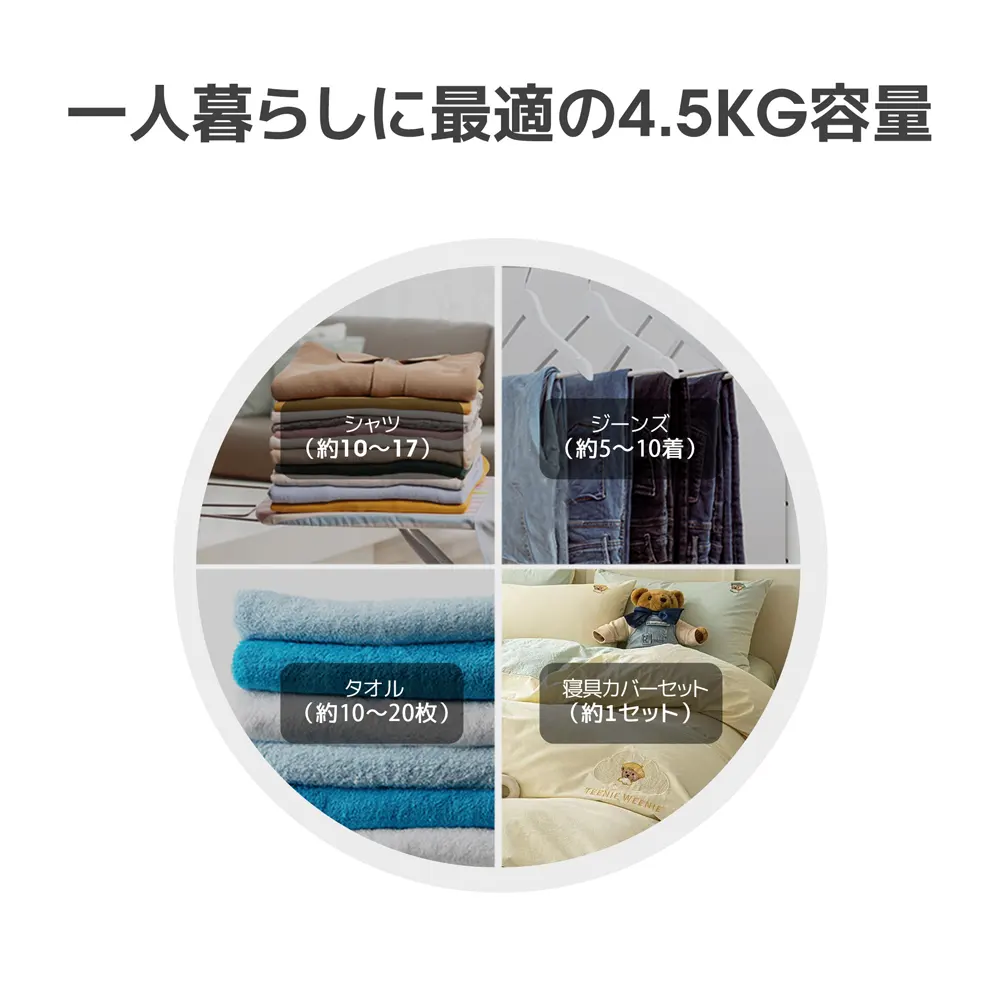 一人暮らしに最適の4.5KG容量
シャツ
（約10～17）
ジーンズ
（約5～10着）
タオル
（約10～20枚）
寝具カバーセット
（約1セット）
TEENIE WEENIE